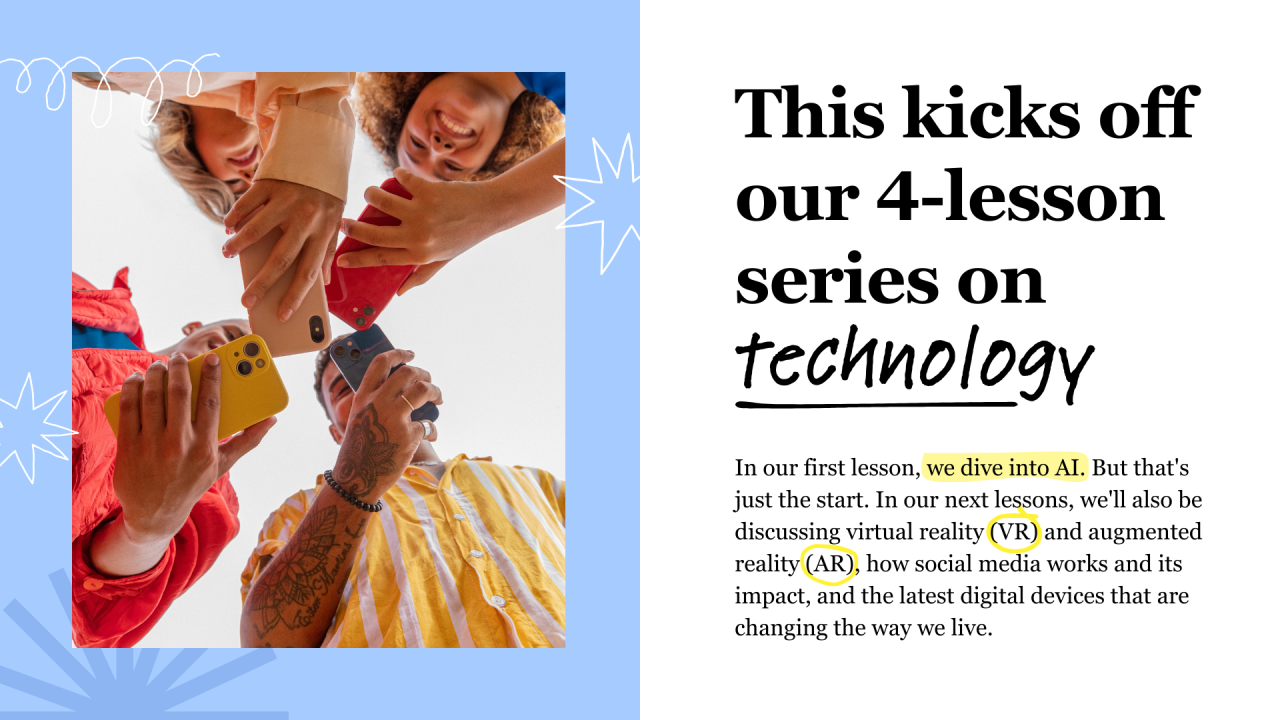 This kicks off
our 4-lesson
series on
technology
In our first lesson, we dive into AI. But that's
just the start. In our next lessons, we'll also be
discussing virtual reality (VR) and augmented
reality (AR), how social media works and its
impact, and the latest digital devices that are
changing the way we live.